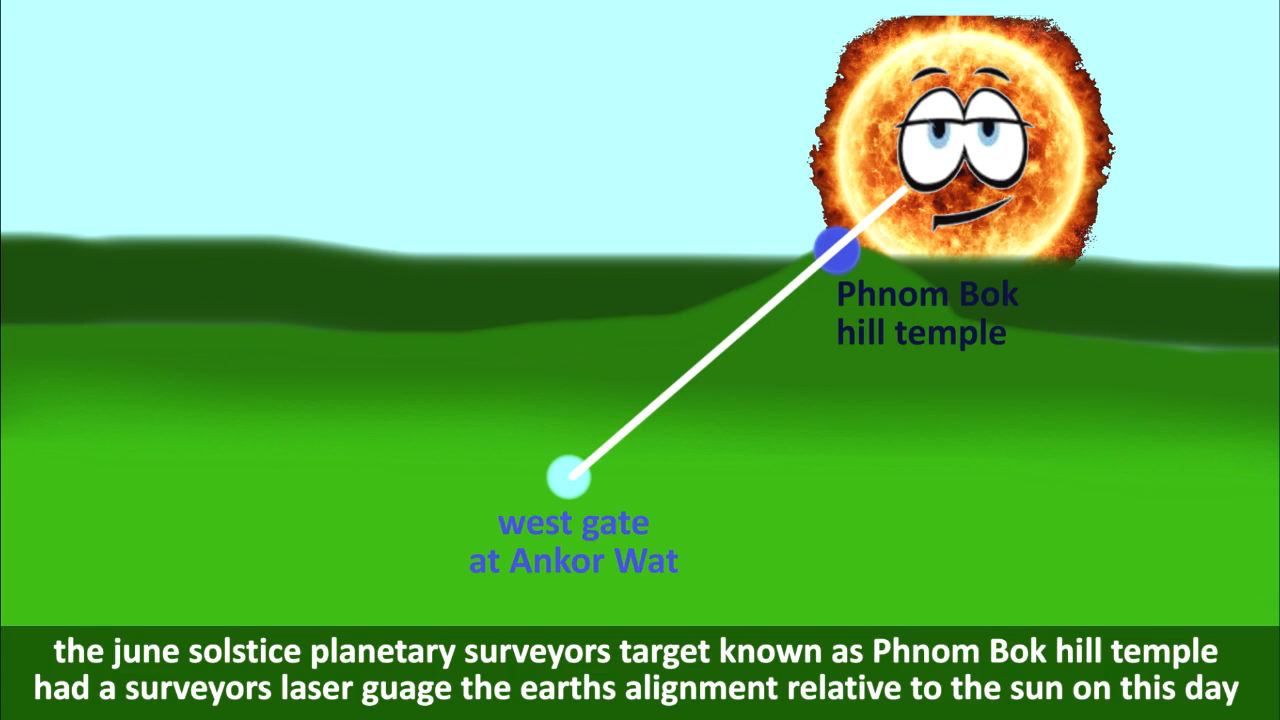 Phnom Bok
hill temple
west gate
at Ankor Wat
the june solstice planetary surveyors target known as Phnom Bok hill temple
had a surveyors laser guage the earths alignment relative to the sun on this day